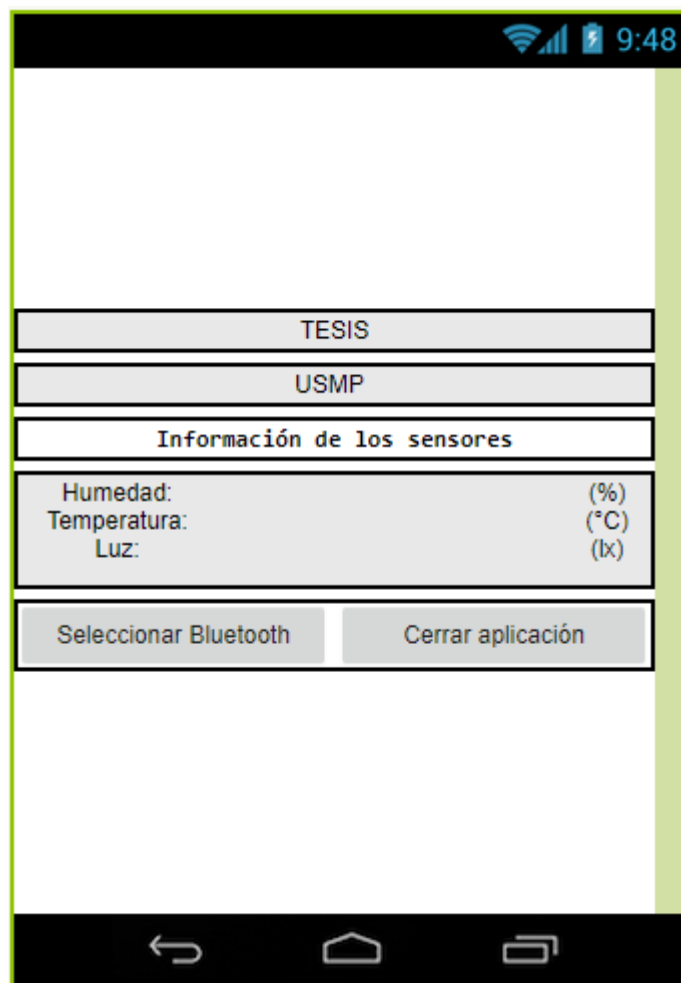 9:48
TESIS
USMP
Información de los sensores
Humedad: (%)
Temperatura: (°C)
Luz: (lx)
Seleccionar Bluetooth Cerrar aplicación